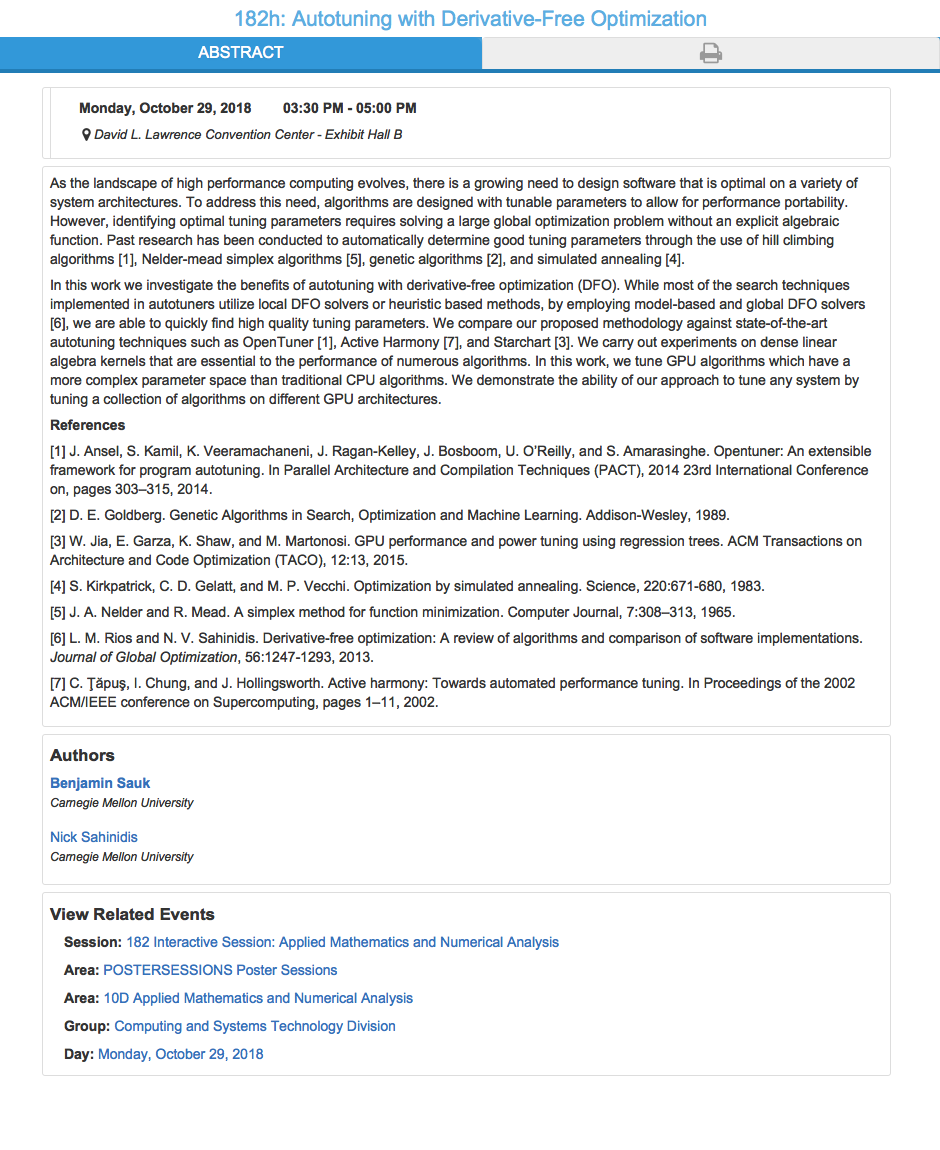 182h: Autotuning with Derivative-Free Optimization
ABSTRACT
Monday, October 29, 2018 03:30 PM - 05:00 PM
David L. Lawrence Convention Center - Exhibit Hall B
As the landscape of high performance computing evolves, there is a growing need to design software that is optimal on a variety of
system architectures. To address this need, algorithms are designed with tunable parameters to allow for performance portability.
However, identifying optimal tuning parameters requires solving a large global optimization problem without an explicit algebraic
function. Past research has been conducted to automatically determine good tuning parameters through the use of hill climbing
algorithms [1], Nelder-mead simplex algorithms [5], genetic algorithms [2], and simulated annealing [4].
In this work we investigate the benefits of autotuning with derivative-free optimization (DFO). While most of the search techniques
implemented in autotuners utilize local DFO solvers or heuristic based methods, by employing model-based and global DFO solvers
[6], we are able to quickly find high quality tuning parameters. We compare our proposed methodology against state-of-the-art
autotuning techniques such as OpenTuner [1], Active Harmony [7], and Starchart [3]. We carry out experiments on dense linear
algebra kernels that are essential to the performance of numerous algorithms. In this work, we tune GPU algorithms which have a
more complex parameter space than traditional CPU algorithms. We demonstrate the ability of our approach to tune any system by
tuning a collection of algorithms on different GPU architectures.
References
[1] J. Ansel, S. Kamil, K. Veeramachaneni, J. Ragan-Kelley, J. Bosboom, U. O'Reilly, and S. Amarasinghe. Opentuner: An extensible
framework for program autotuning. In Parallel Architecture and Compilation Techniques (PACT), 2014 23rd International Conference
on, pages 303–315, 2014.
[2] D. E. Goldberg. Genetic Algorithms in Search, Optimization and Machine Learning. Addison-Wesley, 1989.
[3] W. Jia, E. Garza, K. Shaw, and M. Martonosi. GPU performance and power tuning using regression trees. ACM Transactions on
Architecture and Code Optimization (TACO), 12:13, 2015.
[4] S. Kirkpatrick, C. D. Gelatt, and M. P. Vecchi. Optimization by simulated annealing. Science, 220:671-680, 1983.
[5] J. A. Nelder and R. Mead. A simplex method for function minimization. Computer Journal, 7:308–313, 1965.
[6] L. M. Rios and N. V. Sahinidis. Derivative-free optimization: A review of algorithms and comparison of software implementations.
Journal of Global Optimization, 56:1247-1293, 2013.
[7] C. Ţăpuş, I. Chung, and J. Hollingsworth. Active harmony: Towards automated performance tuning. In Proceedings of the 2002
ACM/IEEE conference on Supercomputing, pages 1–11, 2002.
Authors
Benjamin Sauk
Carnegie Mellon University
Nick Sahinidis
Carnegie Mellon University
View Related Events
Session: 182 Interactive Session: Applied Mathematics and Numerical Analysis
Area: POSTERSESSIONS Poster Sessions
Area: 10D Applied Mathematics and Numerical Analysis
Group: Computing and Systems Technology Division
Day: Monday, October 29, 2018